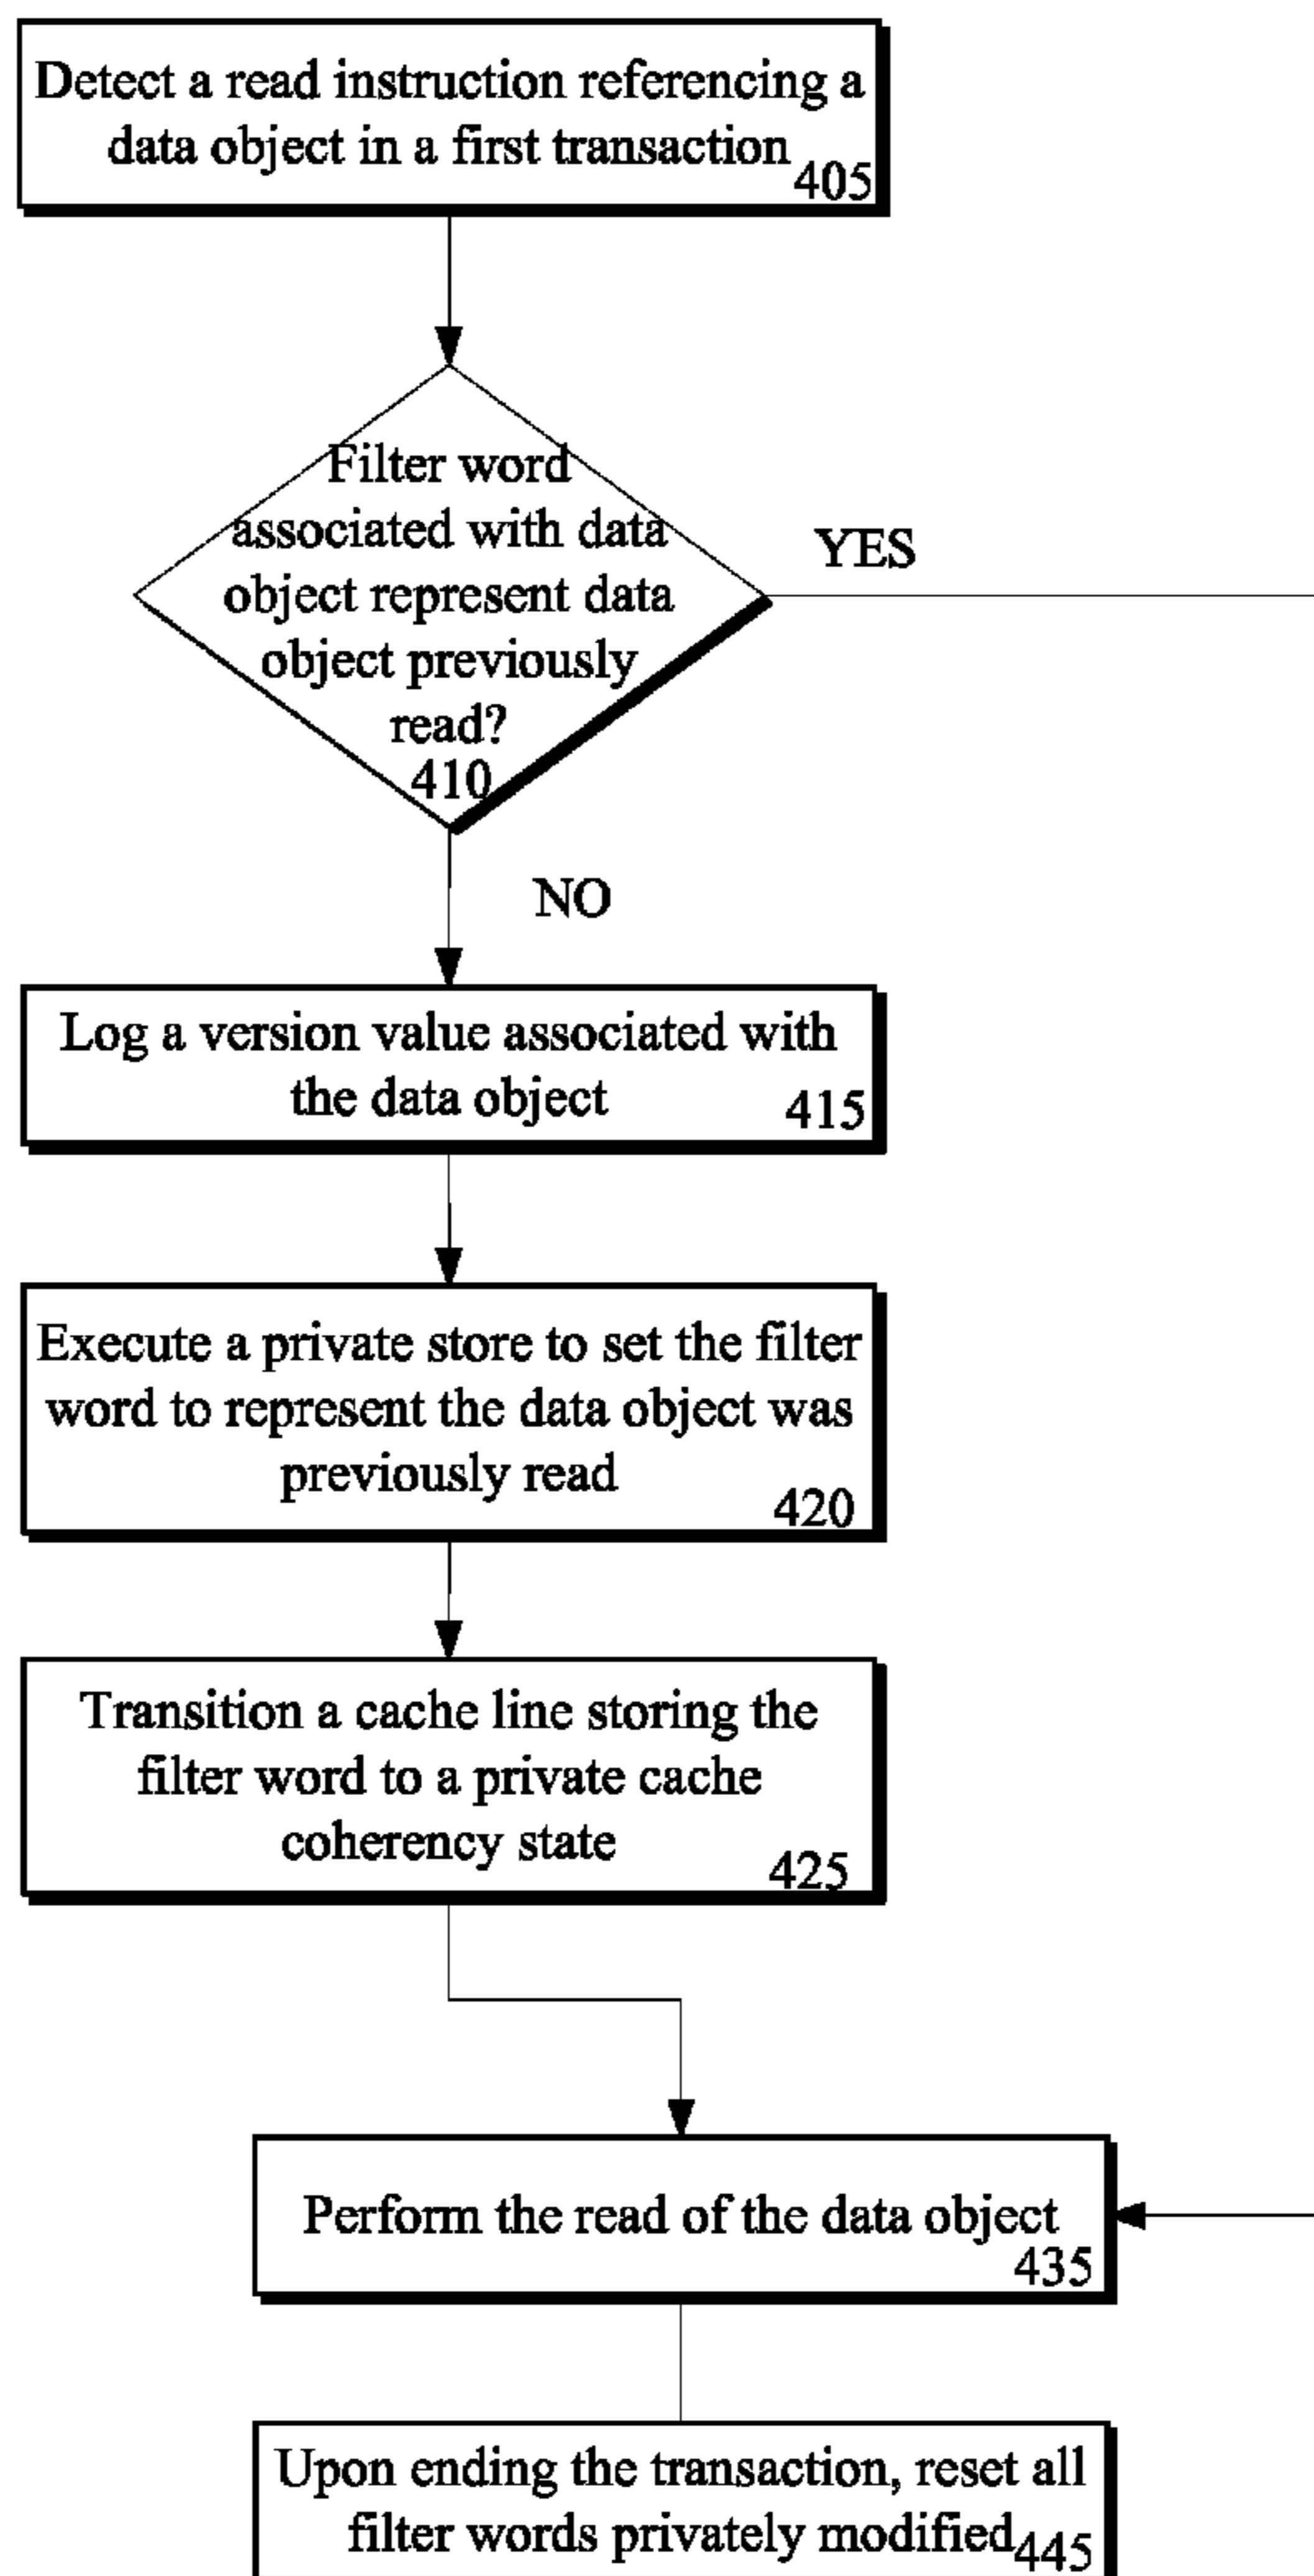 Detect a read instruction referencing a
data object in a first transaction
405
Filter word
associated with data
object represent data
object previously
read?
410
YES
NO
Log a version value associated with
the data object
415
Execute a private store to set the filter
word to represent the data object was
previously read
420
Transition a cache line storing the
filter word to a private cache
coherency state
425
Perform the read of the data object
435
Upon ending the transaction, reset all
filter words privately modified
445